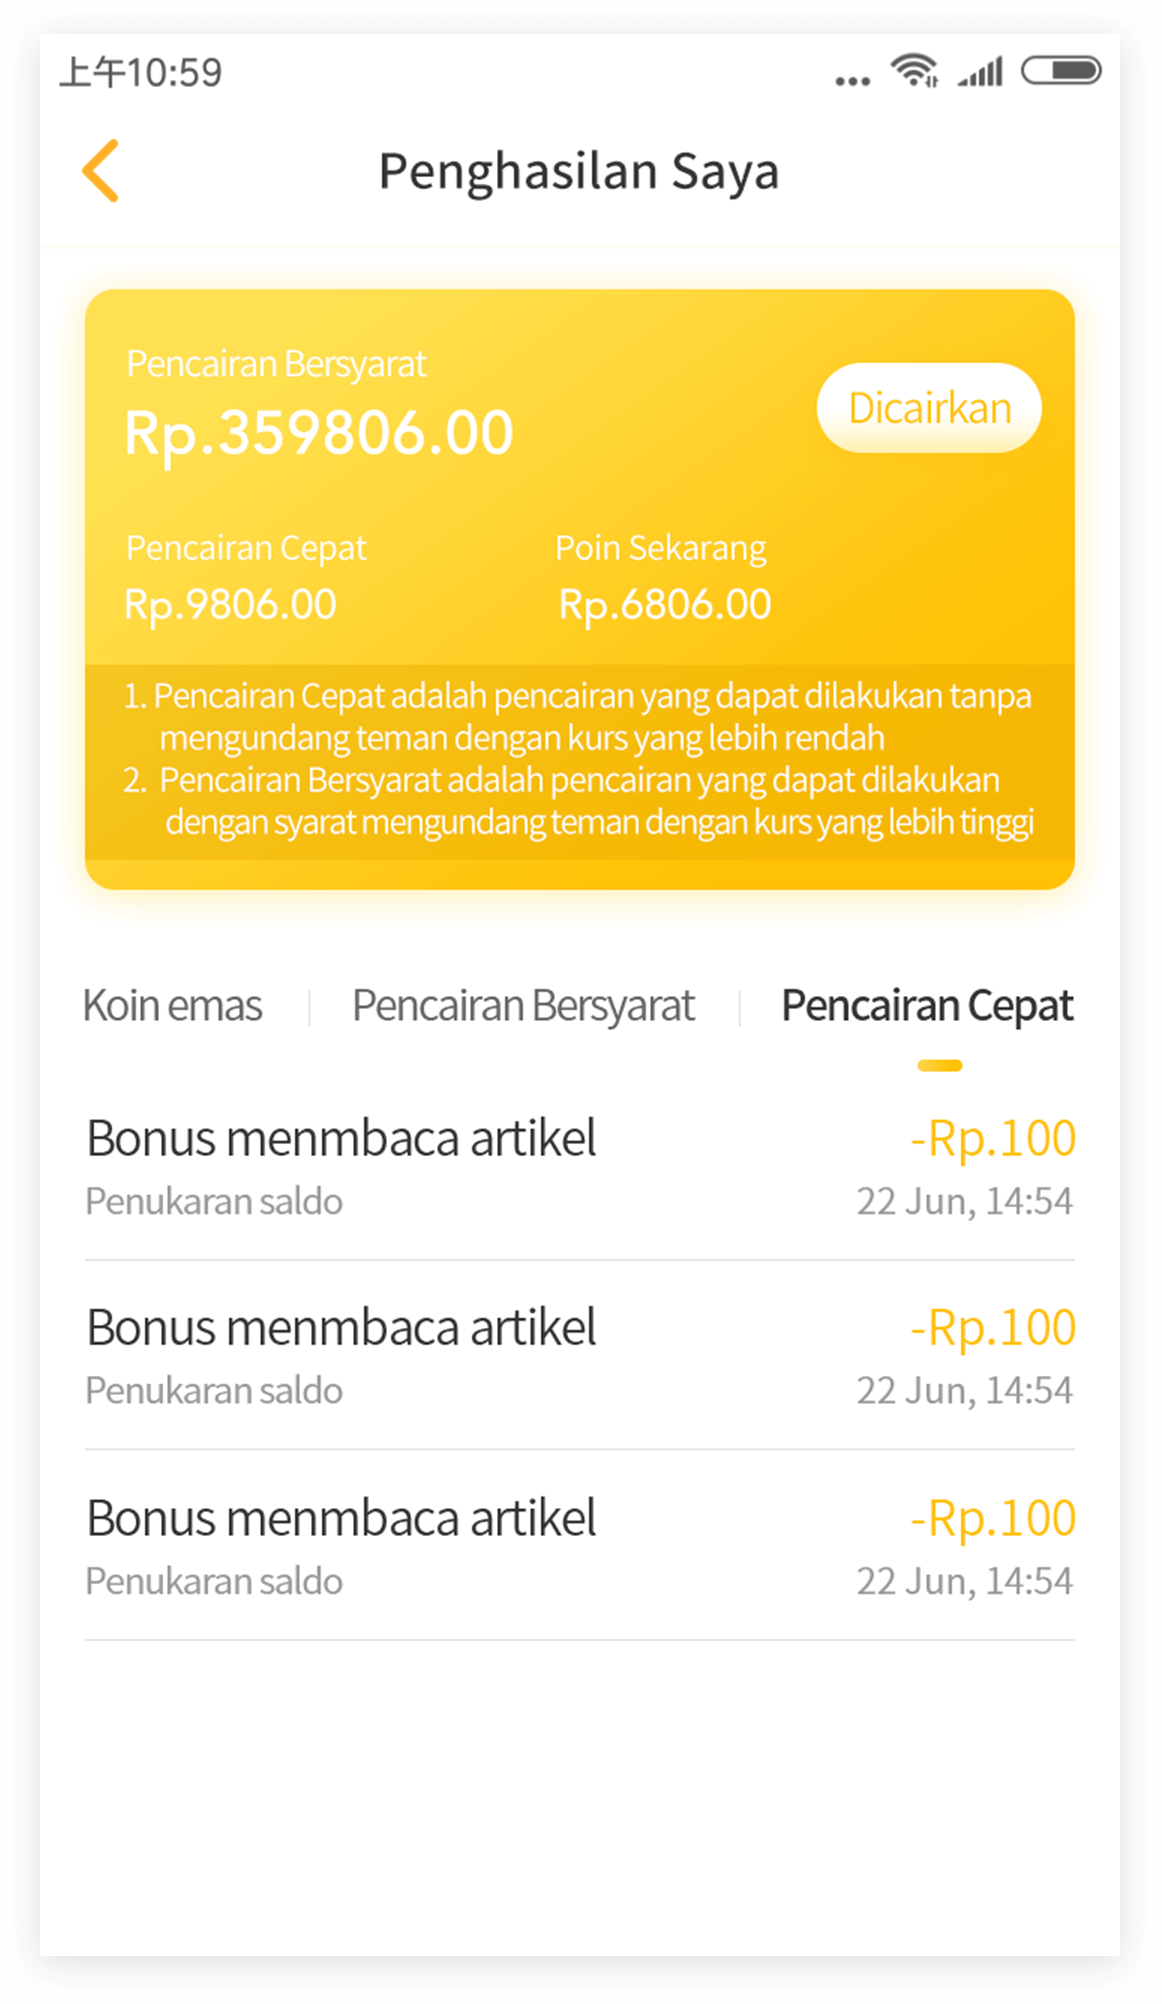 上午10:59
Penghasilan Saya
Pencairan Bersyarat
Rp.359806.00
Dicairkan
Pencairan Cepat
Poin Sekarang
Rp.9806.00
Rp.6806.00
1. Pencairan Cepat adalah pencairan yang dapat dilakukan tanpa
mengundang teman dengan kurs yang lebih rendah
2. Pencairan Bersyarat adalah pencairan yang dapat dilakukan
dengan syarat mengundang teman dengan kurs yang lebih tinggi
Koin emas
Pencairan Bersyarat
Pencairan Cepat
Bonus menmbaca artikel
-Rp.100
Penukaran saldo
22 Jun, 14:54
Bonus menmbaca artikel
-Rp.100
Penukaran saldo
22 Jun, 14:54
Bonus menmbaca artikel
-Rp.100
Penukaran saldo
22 Jun, 14:54